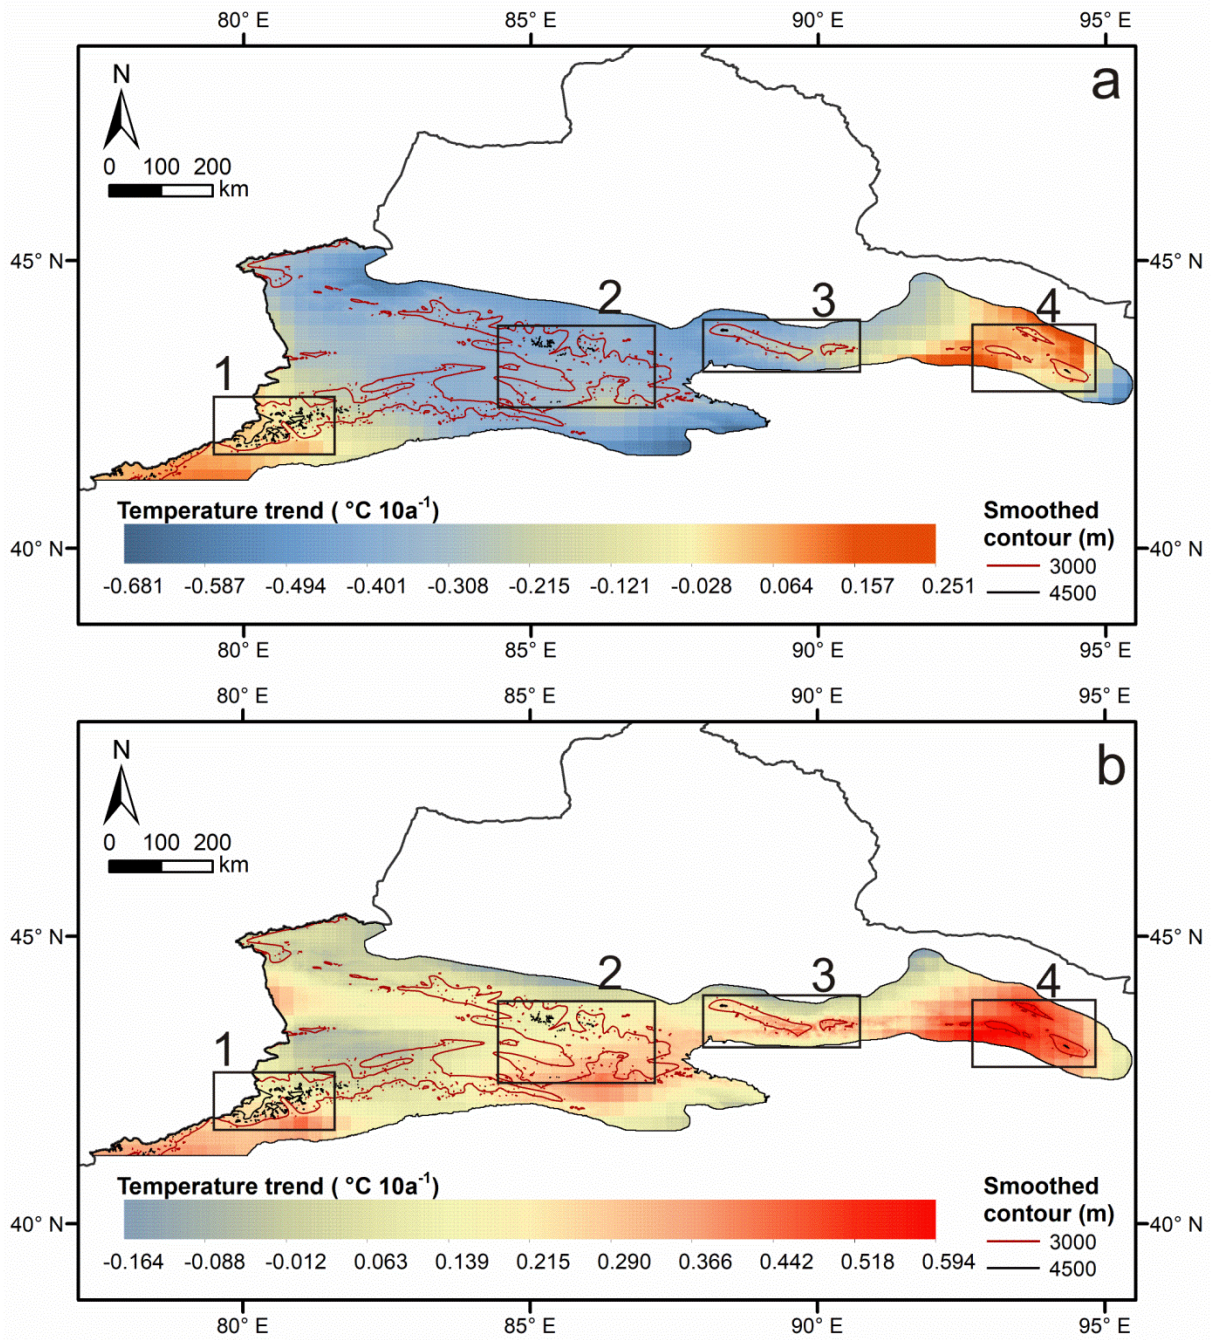 80° E 85° E 90° E 95° E
a
N
0 100 200
km
45° N 45° N
2 3 4
1
Temperature trend ( °C 10a⁻¹)
Smoothed
contour (m)
40° N 40° N
3000
-0.681 -0.587 -0.494 -0.401 -0.308 -0.215 -0.121 -0.028 0.064 0.157 0.251
4500
80° E 85° E 90° E 95° E
80° E 85° E 90° E 95° E
b
N
0 100 200
km
45° N 45° N
2 3 4
1
Temperature trend ( °C 10a⁻¹)
Smoothed
contour (m)
40° N 40° N
3000
-0.164 -0.088 -0.012 0.063 0.139 0.215 0.290 0.366 0.442 0.518 0.594
4500
80° E 85° E 90° E 95° E